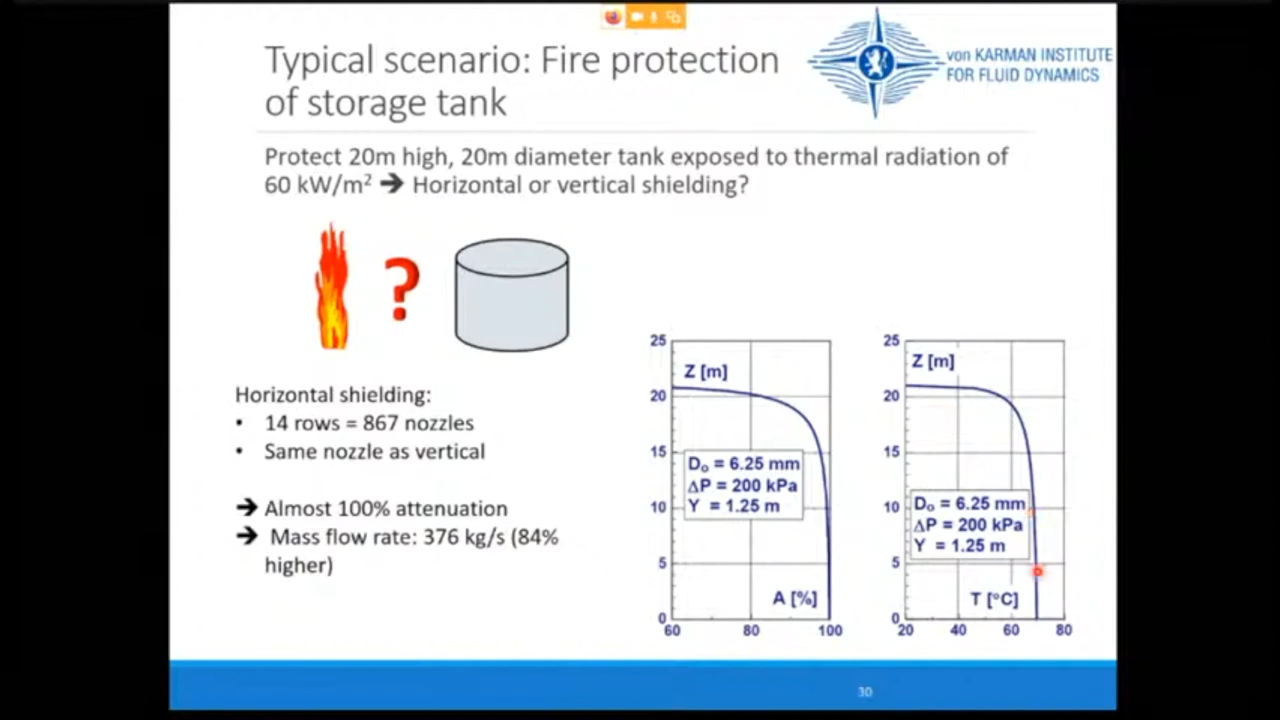 Typical scenario: Fire protection
of storage tank
von KARMAN INSTITUTE
FOR FLUID DYNAMICS
Protect 20m high, 20m diameter tank exposed to thermal radiation of
60 kW/m² ➔ Horizontal or vertical shielding?
?
Horizontal shielding:
• 14 rows = 867 nozzles
• Same nozzle as vertical
➔ Almost 100% attenuation
➔ Mass flow rate: 376 kg/s (84%
higher)
25
Z [m]
20
15
D₀ = 6.25 mm
ΔP = 200 kPa
10
Y = 1.25 m
5
A [%]
0
60 80 100
25
Z [m]
20
15
10
D₀ = 6.25 mm
ΔP = 200 kPa
Y = 1.25 m
5
T [°C]
0
20 40 60 80
30